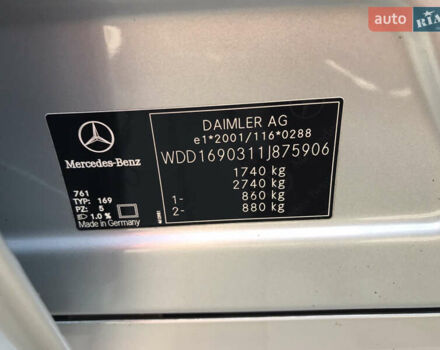 auto RIA
DAIMLER AG
e1*2001/116*0288
WDD1690311J875906
1740 kg
2740 kg
1- 860 kg
2- 880 kg
Mercedes-Benz
761
TYP: 169
PZ: 5
1.0 %
Made in Germany